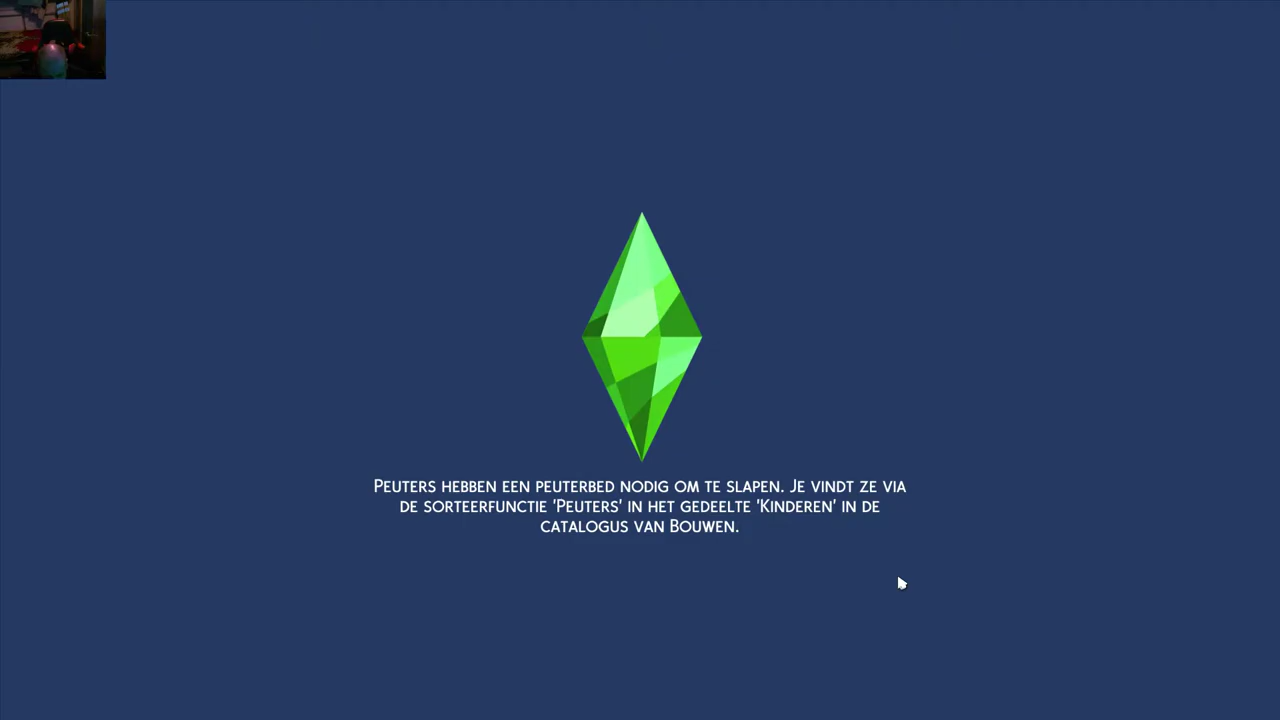 Peuters hebben een peuterbed nodig om te slapen. Je vindt ze via
de sorteerfunctie 'Peuters' in het gedeelte 'Kinderen' in de
catalogus van Bouwen.